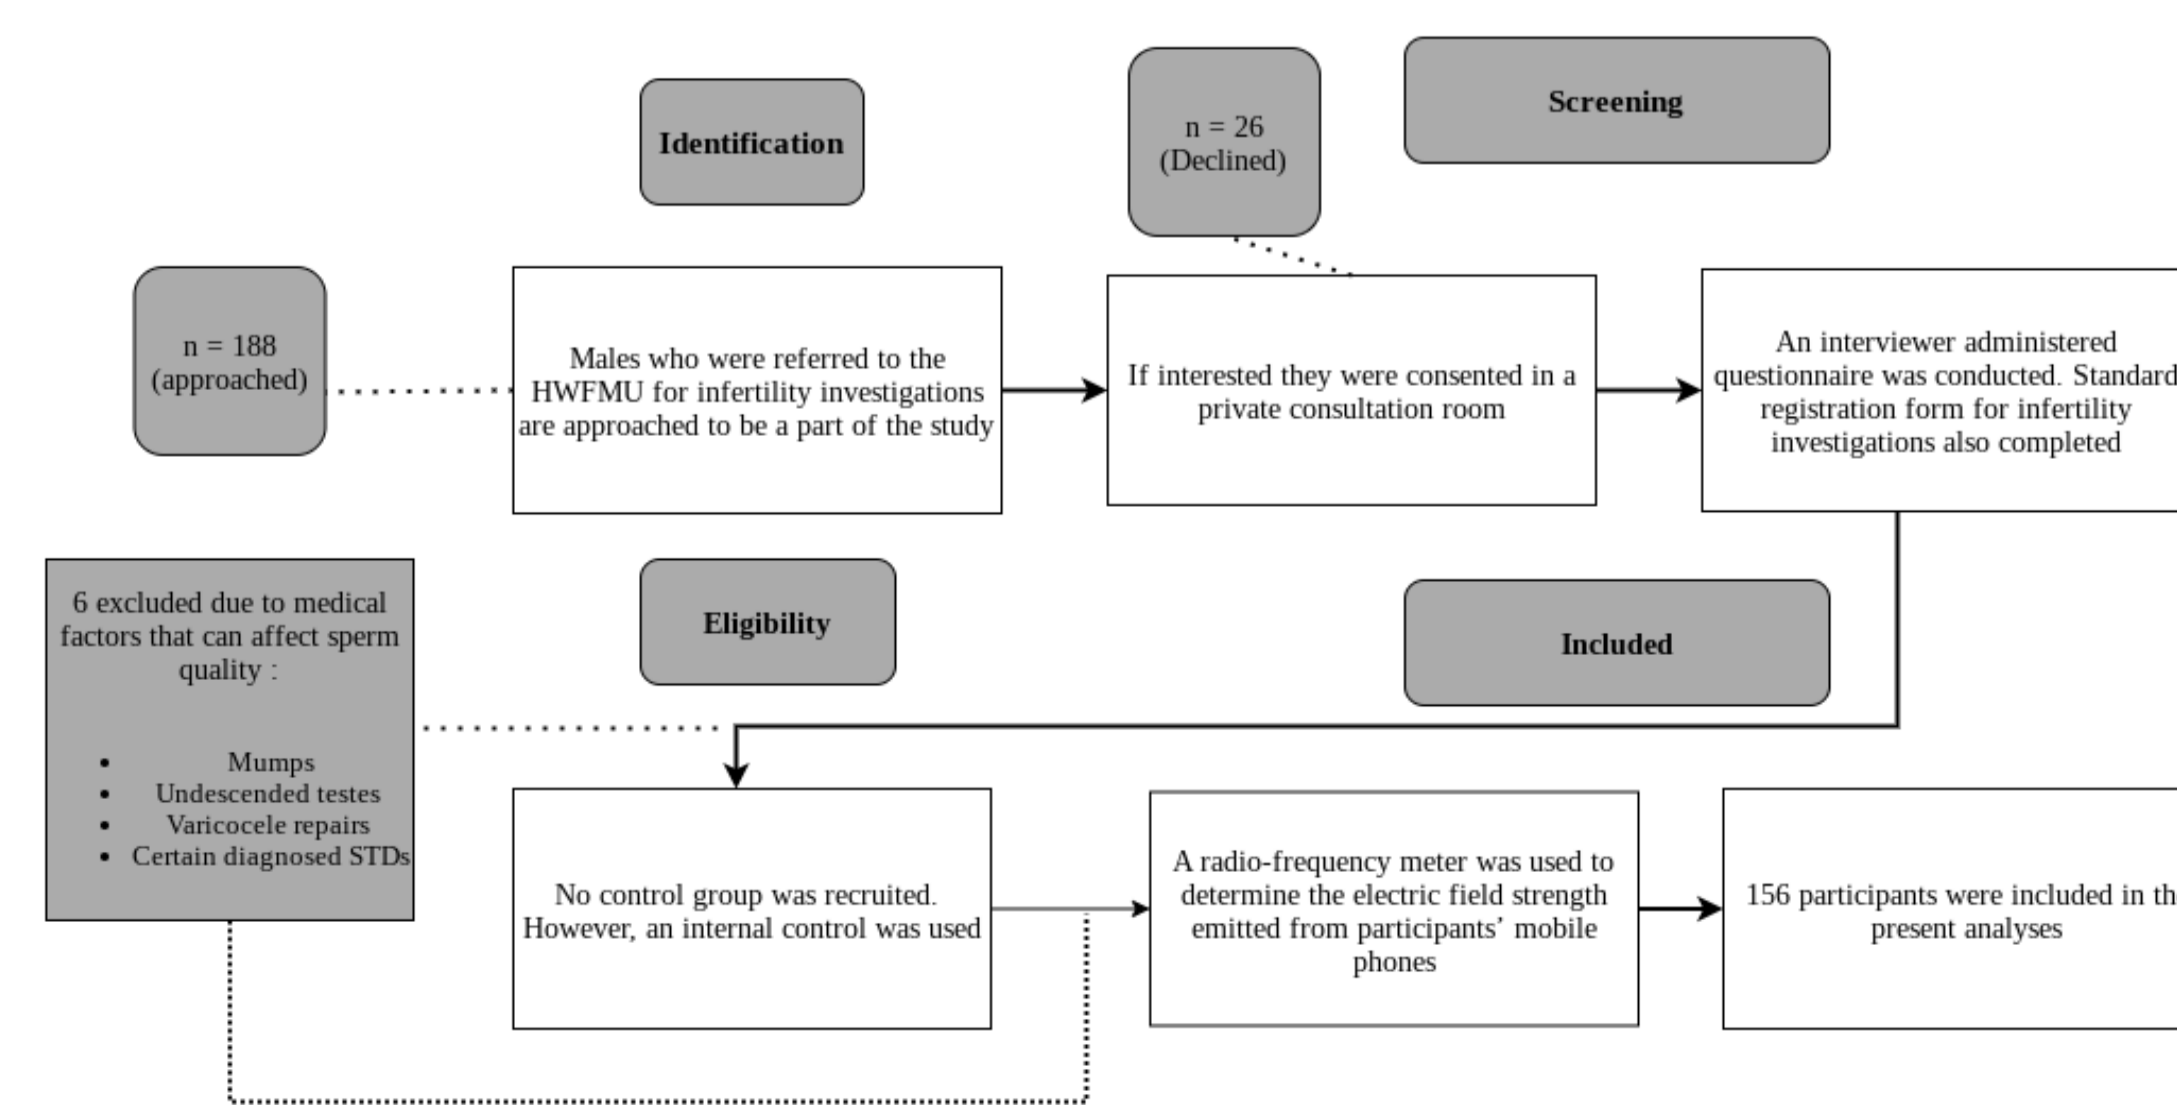 Identification
n = 26
(Declined)
Screening
n = 188
(approached)
Males who were referred to the
HWFMU for infertility investigations
are approached to be a part of the study
If interested they were consented in a
private consultation room
An interviewer administered
questionnaire was conducted. Standard
registration form for infertility
investigations also completed
6 excluded due to medical
factors that can affect sperm
quality :
• Mumps
• Undescended testes
• Varicocele repairs
• Certain diagnosed STDs
Eligibility
Included
No control group was recruited.
However, an internal control was used
A radio-frequency meter was used to
determine the electric field strength
emitted from participants’ mobile
phones
156 participants were included in th
present analyses